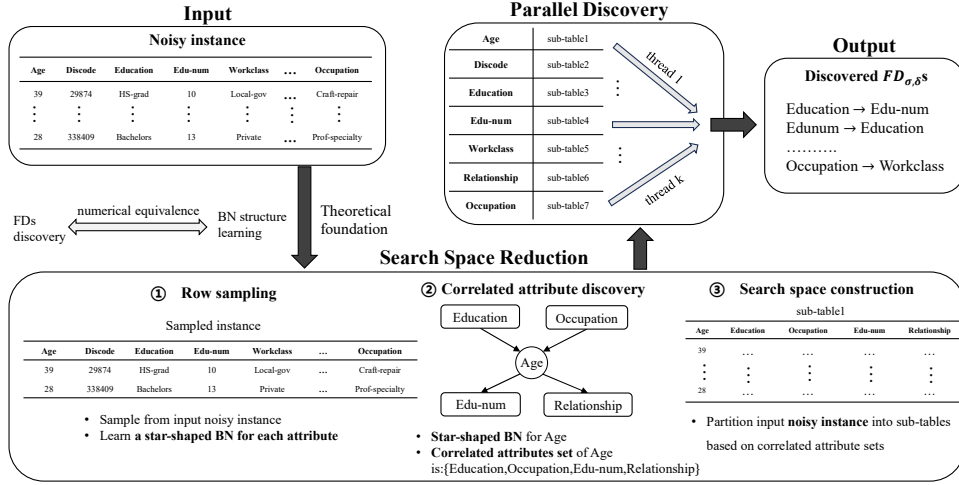 Input
Noisy instance
Age Discode Education Edu-num Workclass ... Occupation
39 29874 HS-grad 10 Local-gov ... Craft-repair
28 338409 Bachelors 13 Private ... Prof-specialty
Parallel Discovery
Age sub-table1
Discode sub-table2
Education sub-table3
Edu-num sub-table4
Workclass sub-table5
Relationship sub-table6
Occupation sub-table7
thread 1
thread k
Output
Discovered FDσ,δs
Education → Edu-num
Edunum → Education
..........
Occupation → Workclass
FDs
discovery
numerical equivalence
BN structure
learning
Theoretical
foundation
Search Space Reduction
① Row sampling
Sampled instance
Age Discode Education Edu-num Workclass ... Occupation
39 29874 HS-grad 10 Local-gov ... Craft-repair
28 338409 Bachelors 13 Private ... Prof-specialty
• Sample from input noisy instance
• Learn a star-shaped BN for each attribute
② Correlated attribute discovery
Education
Occupation
Age
Edu-num
Relationship
• Star-shaped BN for Age
• Correlated attributes set of Age
is:{Education,Occupation,Edu-num,Relationship}
③ Search space construction
sub-table1
Age Education Occupation Edu-num Relationship
39 ... ... ... ...
28 ... ... ... ...
• Partition input noisy instance into sub-tables
based on correlated attribute sets